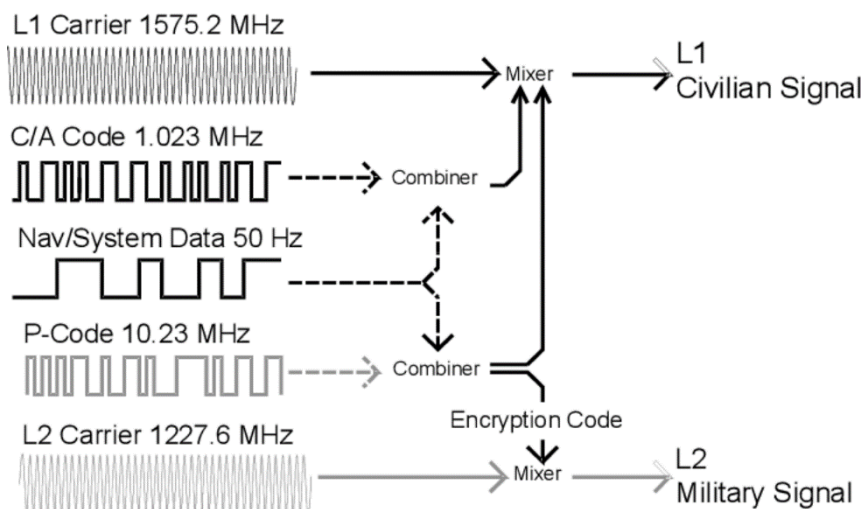 L1 Carrier 1575.2 MHz
Mixer
L1
Civilian Signal
C/A Code 1.023 MHz
Combiner
Nav/System Data 50 Hz
P-Code 10.23 MHz
Combiner
Encryption Code
L2 Carrier 1227.6 MHz
Mixer
L2
Military Signal